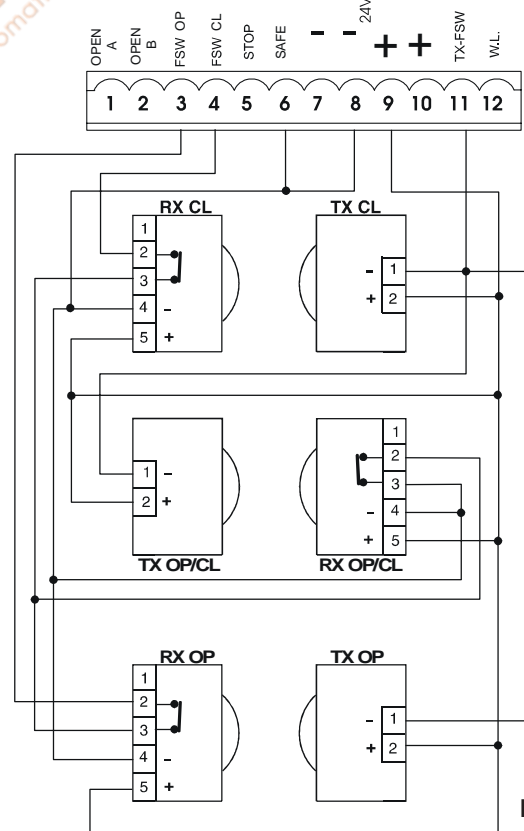 OPEN A
OPEN B
FSW OP
FSW CL
STOP
SAFE
-
-
24V
+
+
TX-FSW
W.L.
1 2 3 4 5 6 7 8 9 10 11 12
RX CL
1
2
3
4 -
5 +
TX CL
- 1
+ 2
1 -
2 +
TX OP/CL
1
2
3
- 4
+ 5
RX OP/CL
RX OP
1
2
3
4 -
5 +
TX OP
- 1
+ 2